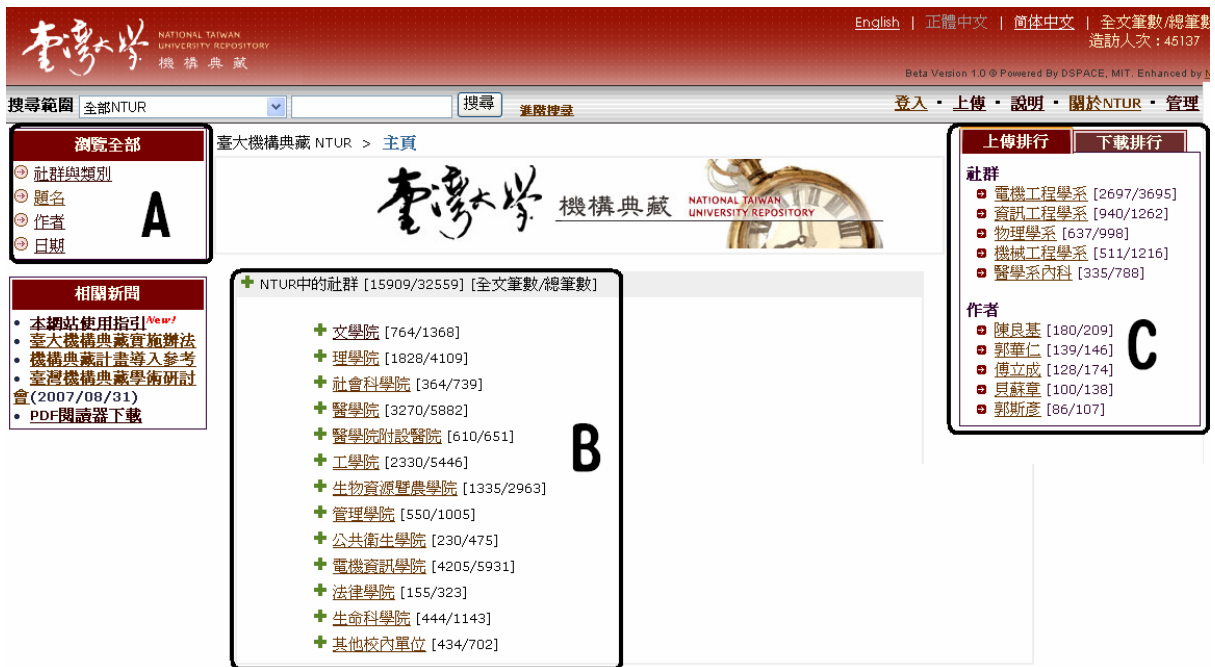 臺灣大學
NATIONAL TAIWAN
UNIVERSITY REPOSITORY
機 構 典 藏
English | 正體中文 | 简体中文 | 全文筆數/總筆數
造訪人次 : 45137
Beta Version 1.0 @ Powered By DSPACE, MIT. Enhanced by N
搜尋範圍 全部NTUR 搜尋 進階搜尋
登入 · 上傳 · 說明 · 關於NTUR · 管理
瀏覽全部
社群與類別
題名
作者
日期
A
相關新聞
• 本網站使用指引New!
• 臺大機構典藏實施辦法
• 機構典藏計畫導入參考
• 臺灣機構典藏學術研討
會(2007/08/31)
• PDF閱讀器下載
臺大機構典藏 NTUR > 主頁
臺灣大學 機構典藏 NATIONAL TAIWAN
UNIVERSITY REPOSITORY
NTUR中的社群 [15909/32559] [全文筆數/總筆數]
文學院 [764/1368]
理學院 [1828/4109]
社會科學院 [364/739]
醫學院 [3270/5882]
醫學院附設醫院 [610/651]
工學院 [2330/5446]
生物資源暨農學院 [1335/2963]
管理學院 [550/1005]
公共衛生學院 [230/475]
電機資訊學院 [4205/5931]
法律學院 [155/323]
生命科學院 [444/1143]
其他校內單位 [434/702]
B
上傳排行 下載排行
社群
電機工程學系 [2697/3695]
資訊工程學系 [940/1262]
物理學系 [637/998]
機械工程學系 [511/1216]
醫學系內科 [335/788]
作者
陳良基 [180/209]
郭華仁 [139/146]
傅立成 [128/174]
貝蘇章 [100/138]
郭斯彥 [86/107]
C